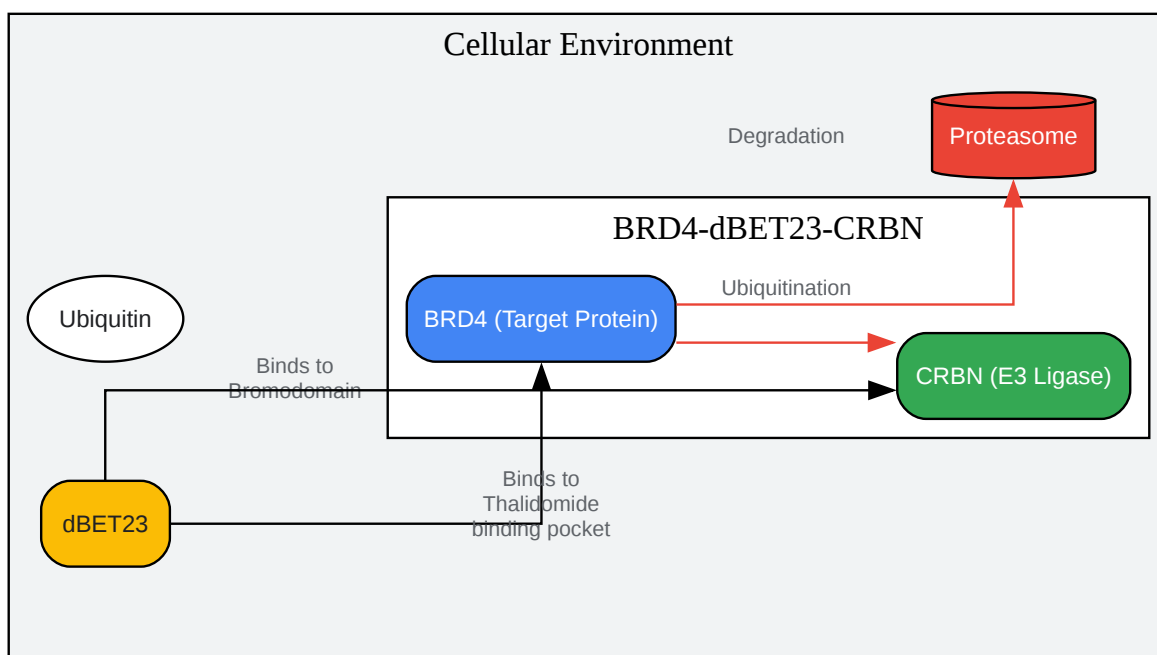 Cellular Environment
Degradation
Proteasome
BRD4-dBET23-CRBN
Ubiquitination
Ubiquitin
BRD4 (Target Protein)
Binds to
Bromodomain
CRBN (E3 Ligase)
Binds to
Thalidomide
binding pocket
dBET23